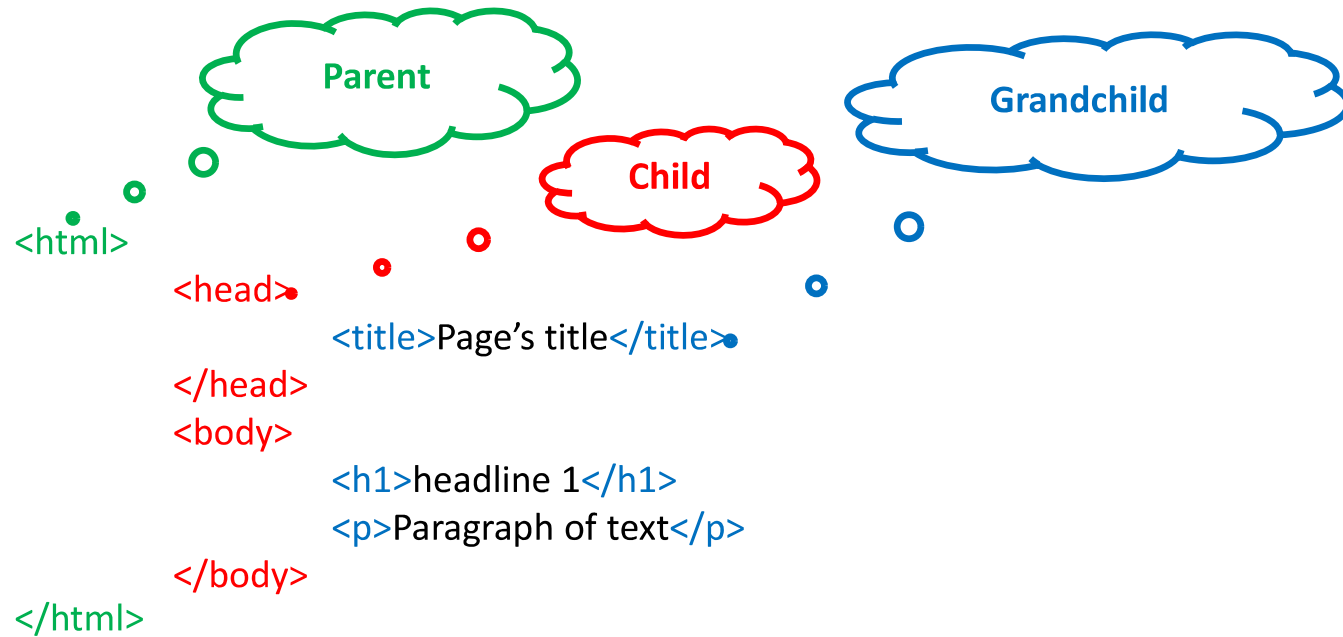 Parent
Grandchild
Child
<html>
<head>
<title>Page’s title</title>
</head>
<body>
<h1>headline 1</h1>
<p>Paragraph of text</p>
</body>
</html>